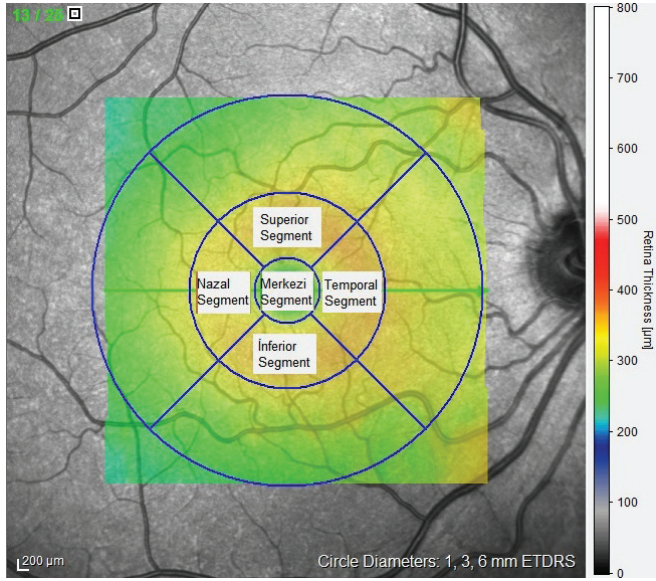 13 / 25
800
700
600
500
400
300
200
100
0
Retina Thickness [µm]
Superior
Segment
Nazal
Segment
Merkezi
Segment
Temporal
Segment
İnferior
Segment
200 µm
Circle Diameters: 1, 3, 6 mm ETDRS